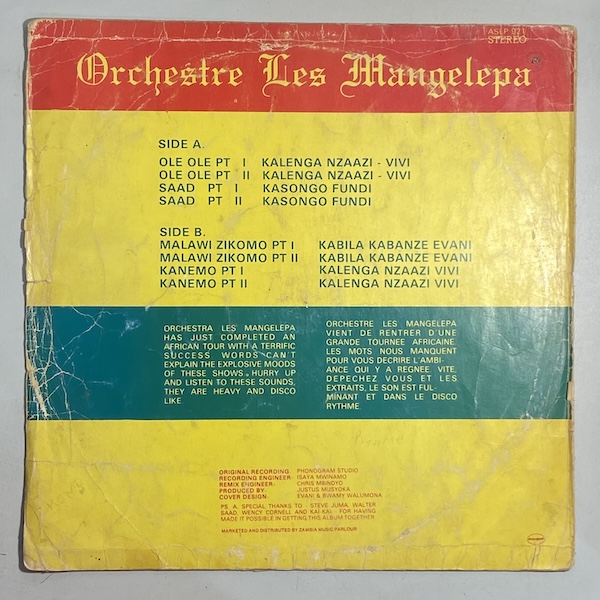 ASLP 921
STEREO
Orchestre Les Mangelepa
SIDE A.
OLE OLE PT I KALENGA NZAAZI - VIVI
OLE OLE PT II KALENGA NZAAZI - VIVI
SAAD PT I KASONGO FUNDI
SAAD PT II KASONGO FUNDI
SIDE B.
MALAWI ZIKOMO PT I KABILA KABANZE EVANI
MALAWI ZIKOMO PT II KABILA KABANZE EVANI
KANEMO PT I KALENGA NZAAZI VIVI
KANEMO PT II KALENGA NZAAZI VIVI
ORCHESTRA LES MANGELEPA
HAS JUST COMPLETED AN
AFRICAN TOUR WITH A TERRIFIC
SUCCESS WORDS CAN'T
EXPLAIN THE EXPLOSIVE MOODS
OF THESE SHOWS, HURRY UP
AND LISTEN TO THESE SOUNDS.
THEY ARE HEAVY AND DISCO
LIKE.
ORCHESTRE LES MANGELEPA
VIENT DE RENTRER D'UNE
GRANDE TOURNEE AFRICAINE.
LES MOTS NOUS MANQUENT
POUR VOUS DECRIRE L'AMBI-
ANCE QUI Y A REGNEE VITE,
DEPECHEZ VOUS ET LES
EXTRAITS, LE SON EST FUL-
MINANT ET DANS LE DISCO
RYTHME.
ORIGINAL RECORDING: PHONOGRAM STUDIO
RECORDING ENGINEER: ISAYA MWINAMO
REMIX ENGINEER: CHRIS MBINDYO
PRODUCED BY JUSTUS MUSYOKA
COVER DESIGN: EVANI & BWAMY WALUMONA
PS. A. SPECIAL THANKS TO : STEVE JUMA, WALTER
SAAD, WENCY CORNELL AND KAI KAI - FOR HAVING
MADE IT POSSIBLE IN GETTING THIS ALBUM TOGETHER
MARKETED AND DISTRIBUTED BY ZAMBIA MUSIC PARLOUR